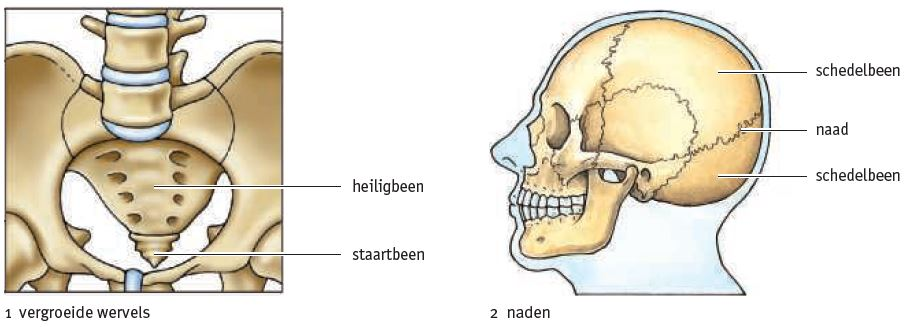 heiligbeen
staartbeen
1 vergroeide wervels
schedelbeen
naad
schedelbeen
2 naden